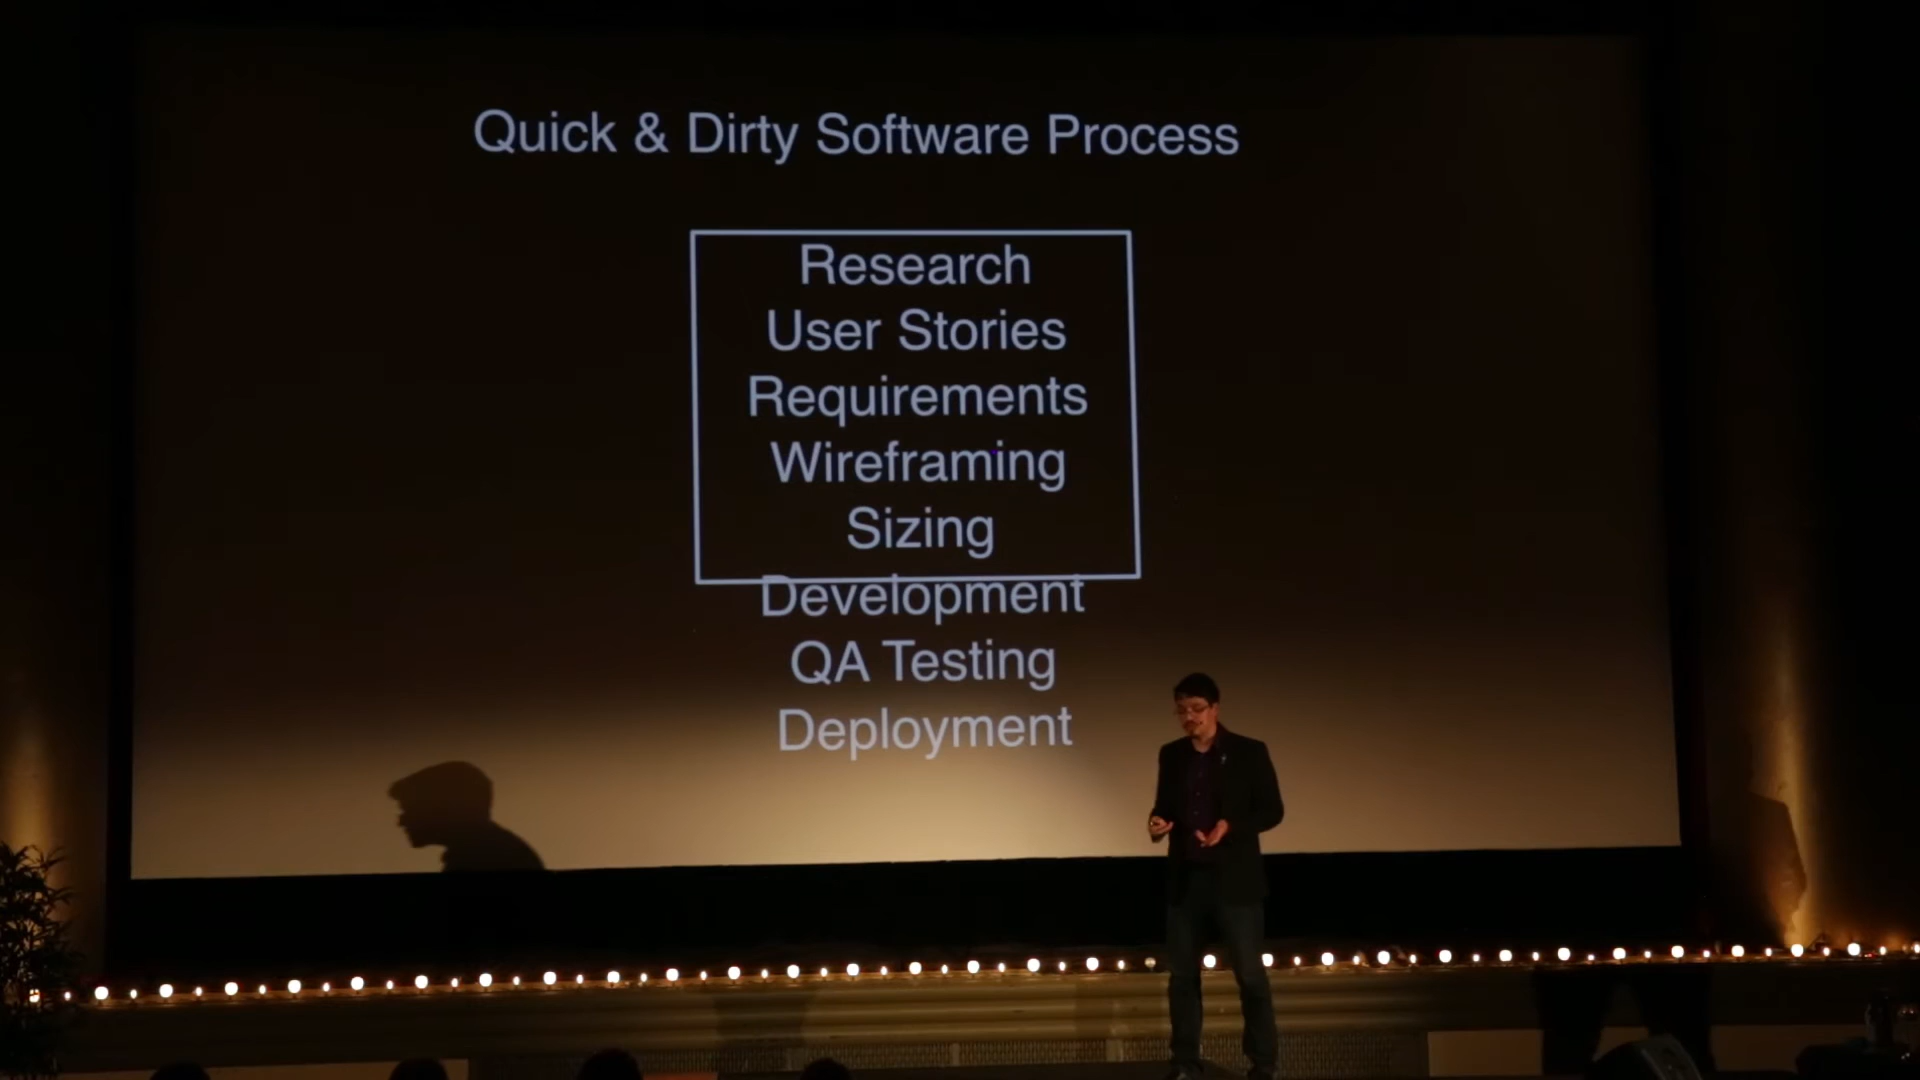 Quick & Dirty Software Process
Research
User Stories
Requirements
Wireframing
Sizing
Development
QA Testing
Deployment